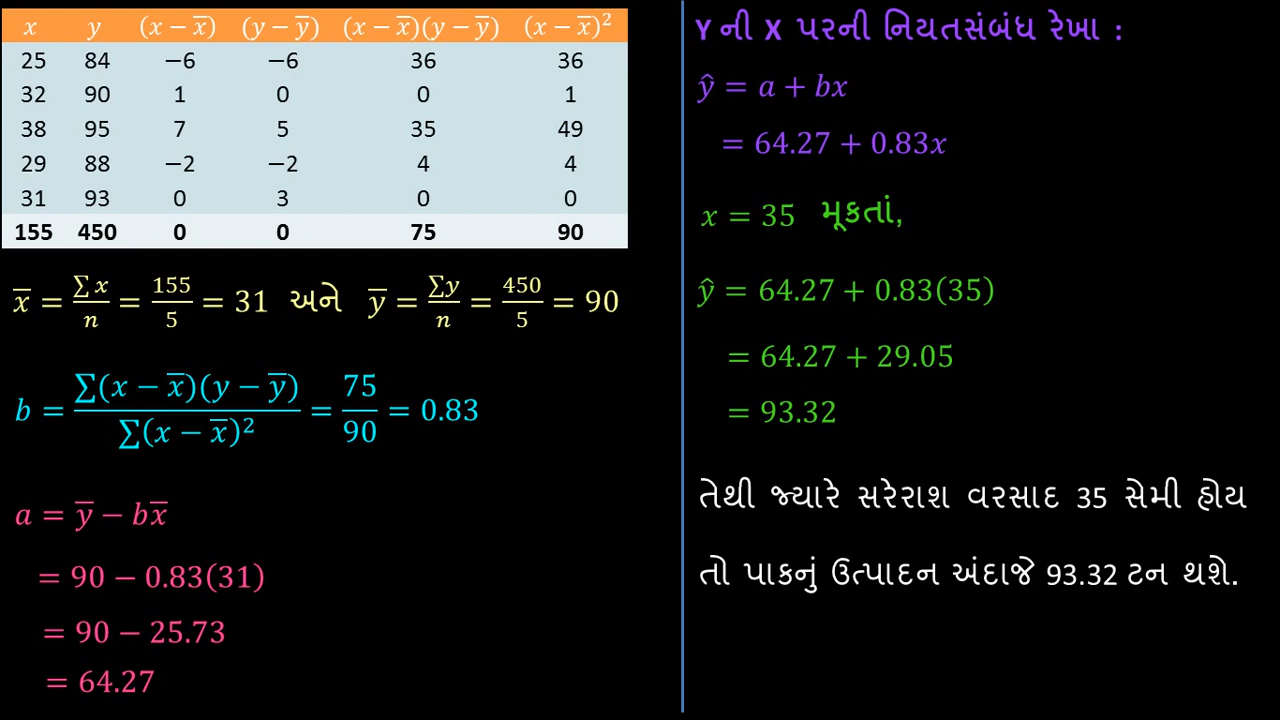 x y (x − x̅) (y − y̅) (x − x̅)(y − y̅) (x − x̅)²
25 84 −6 −6 36 36
32 90 1 0 0 1
38 95 7 5 35 49
29 88 −2 −2 4 4
31 93 0 3 0 0
155 450 0 0 75 90
x̅ = ∑x/n = 155/5 = 31 અને y̅ = ∑y/n = 450/5 = 90
b = ∑(x − x̅)(y − y̅)/∑(x − x̅)² = 75/90 = 0.83
a = y̅ − bx̅
= 90 − 0.83(31)
= 90 − 25.73
= 64.27
Y ની X પરની નિયતસંબંધ રેખા :
ŷ = a + bx
= 64.27 + 0.83x
x = 35 મૂકતાં,
ŷ = 64.27 + 0.83(35)
= 64.27 + 29.05
= 93.32
તેથી જ્યારે સરેરાશ વરસાદ 35 સેમી હોય
તો પાકનું ઉત્પાદન અંદાજે 93.32 ટન થશે.